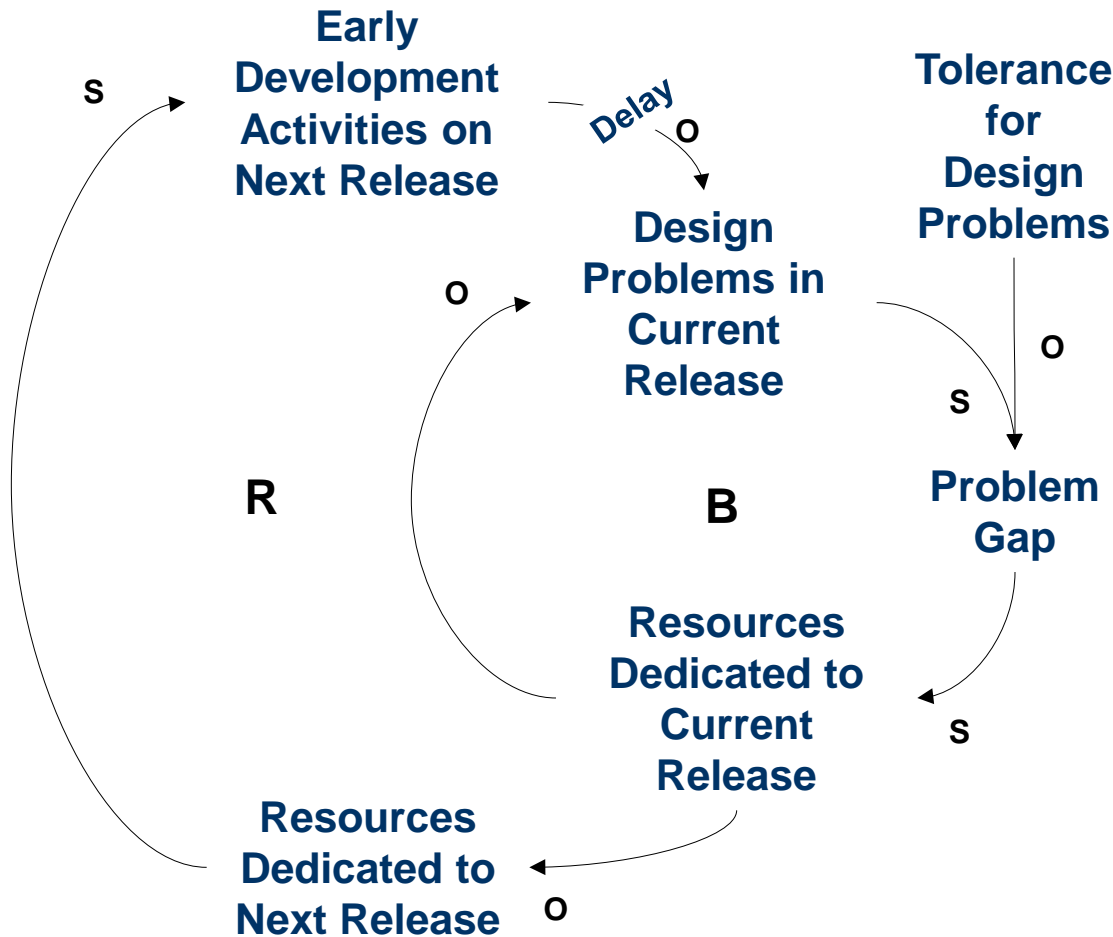 Early
Development
Activities on
Next Release
S
Delay
O
Tolerance
for
Design
Problems
Design
Problems in
Current
Release
O
O
S
R
B
Problem
Gap
Resources
Dedicated to
Current
Release
S
Resources
Dedicated to
Next Release
O